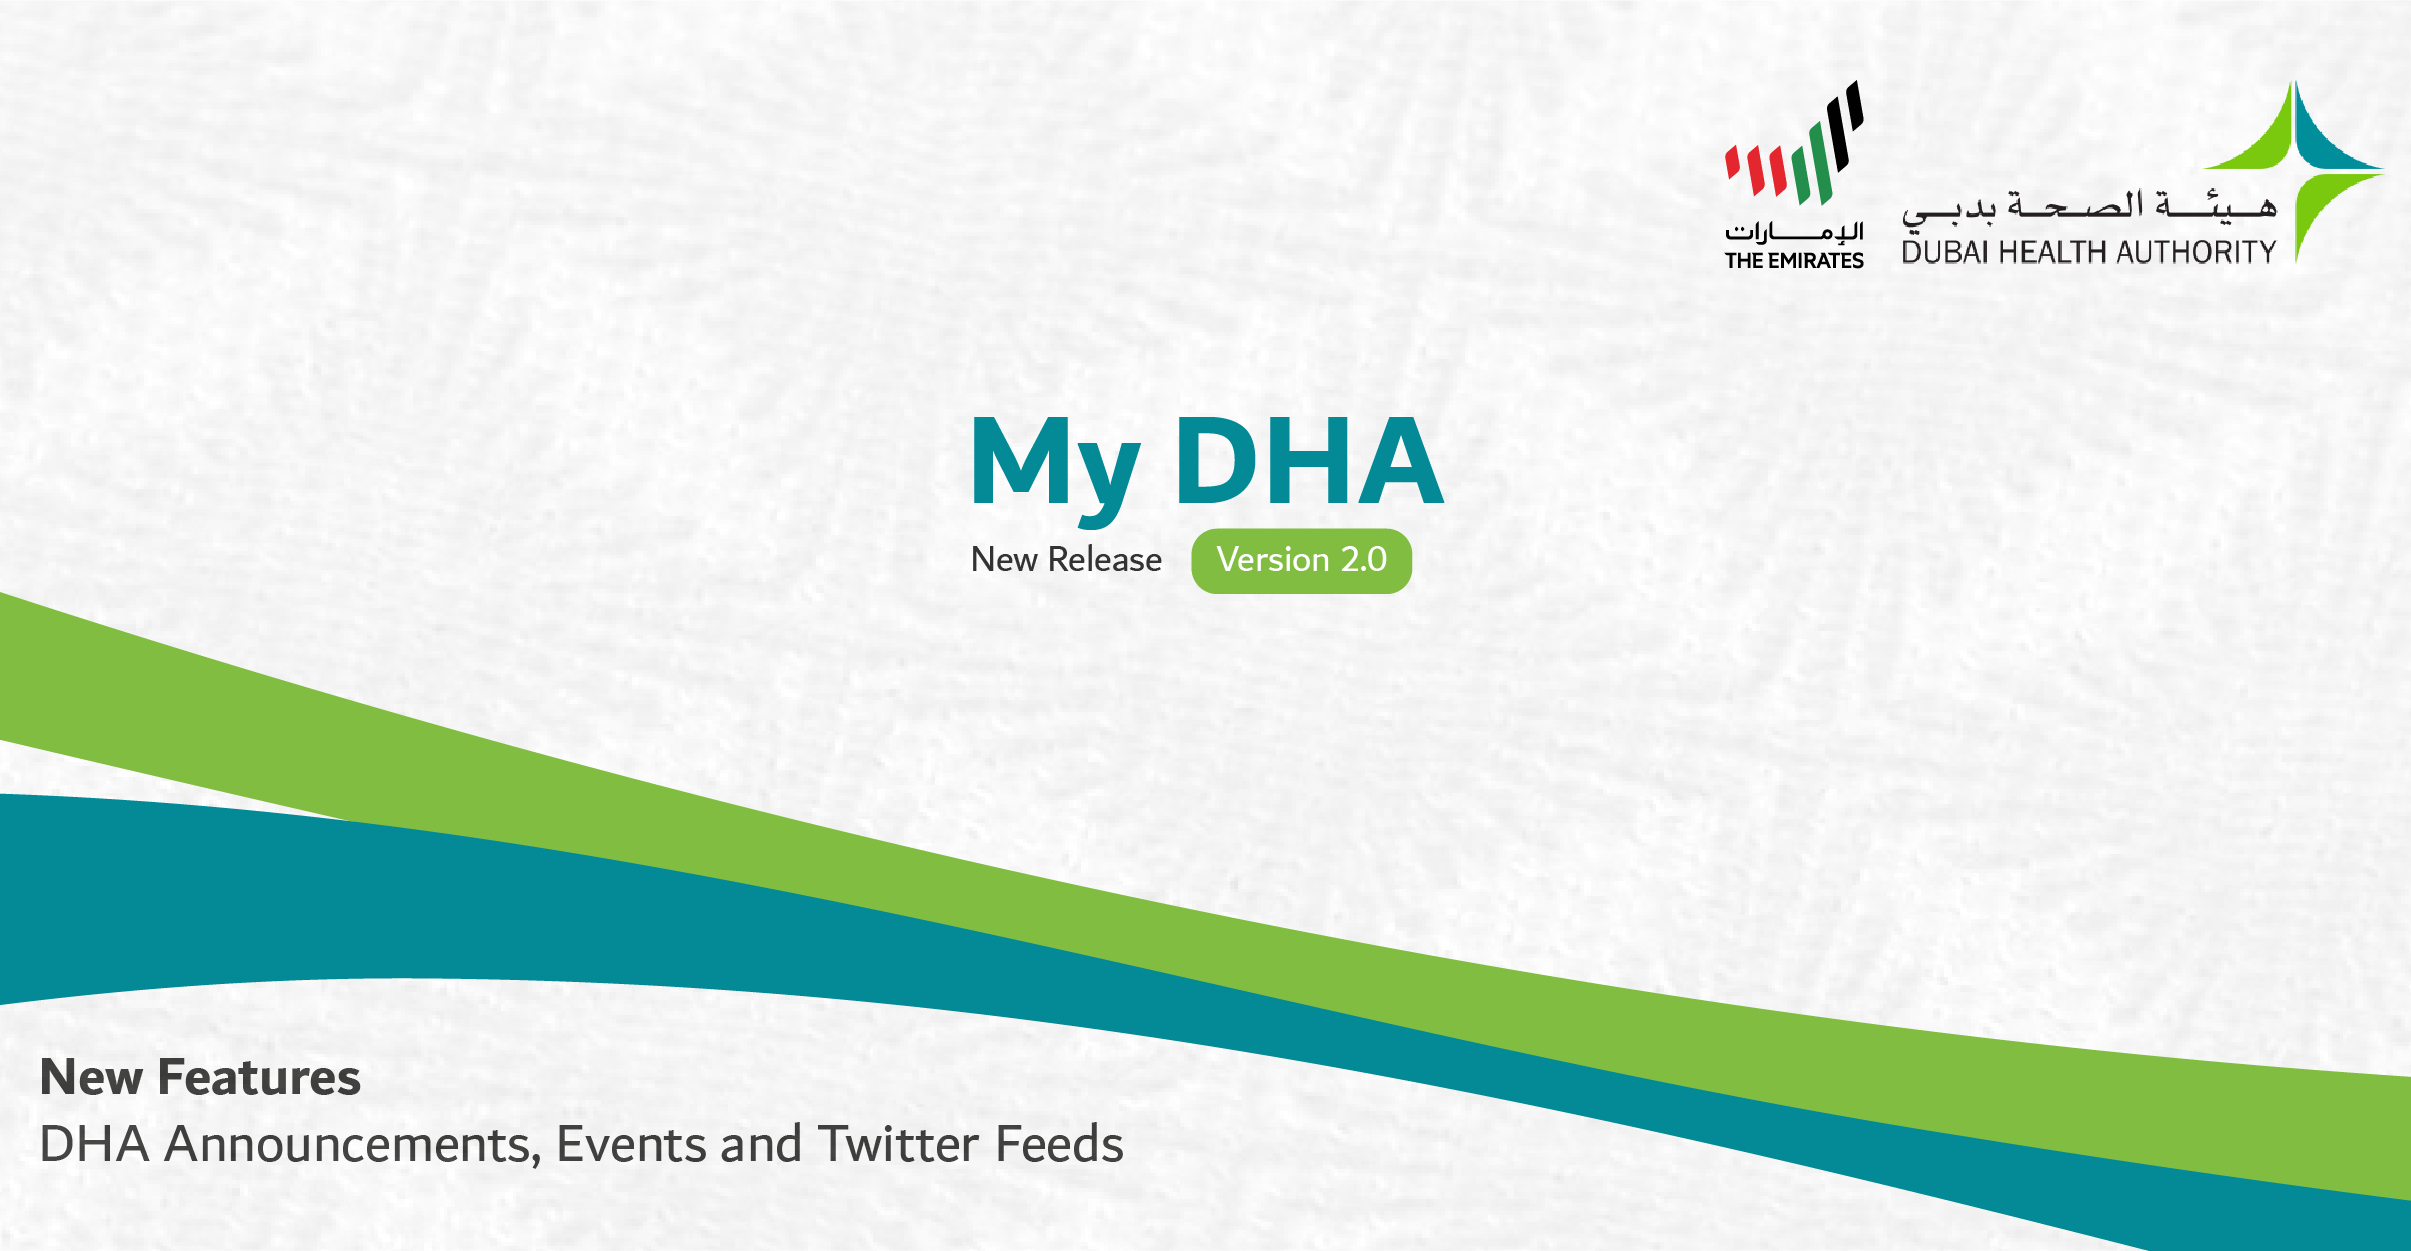 الإمارات
THE EMIRATES
هيئة الصحة بدبي
DUBAI HEALTH AUTHORITY
My DHA
New Release Version 2.0
New Features
DHA Announcements, Events and Twitter Feeds